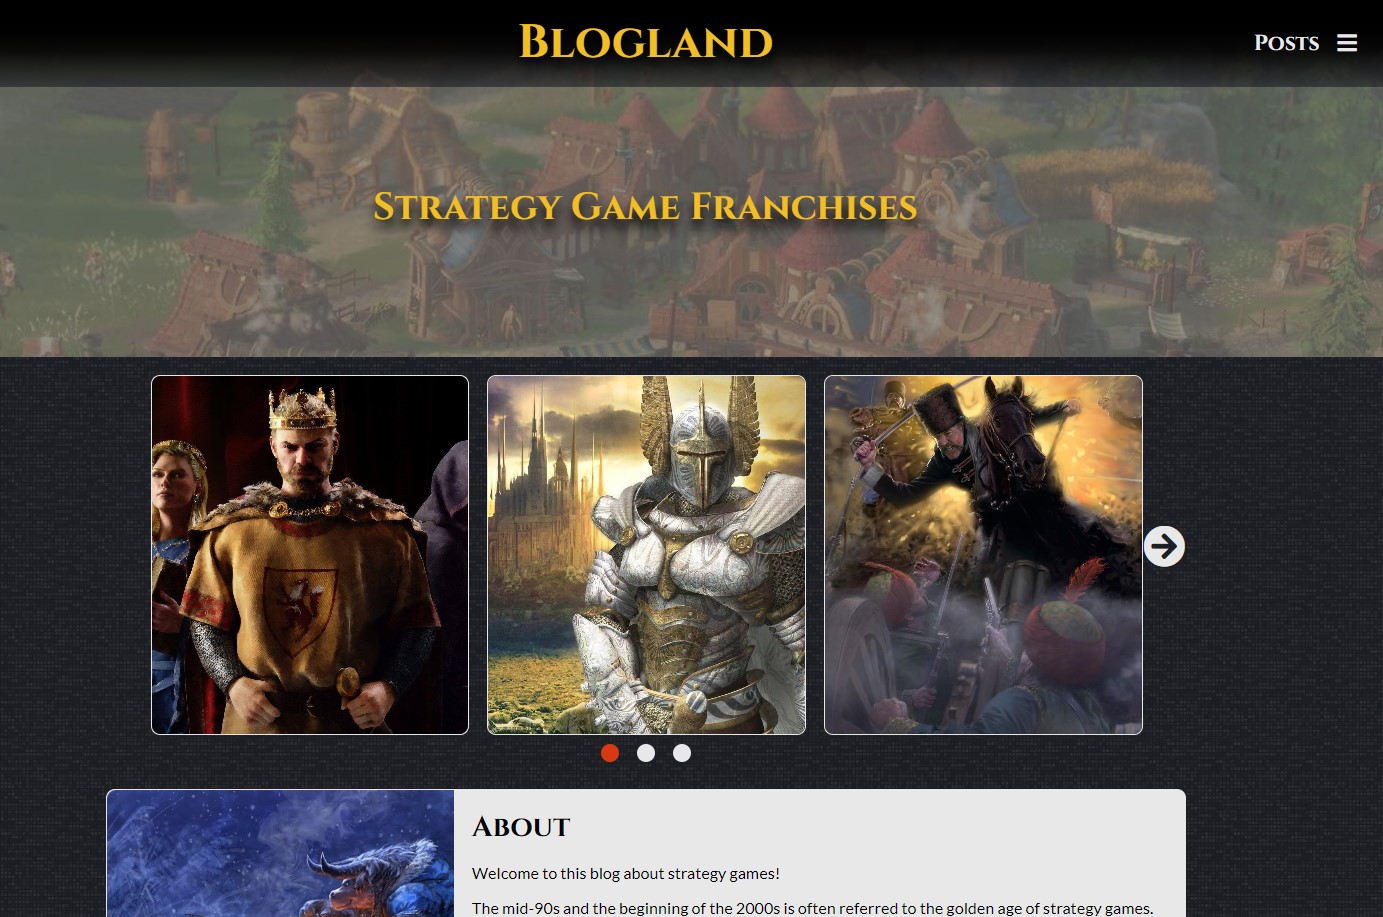 Blogland
Posts
Strategy Game Franchises
About
Welcome to this blog about strategy games!
The mid-90s and the beginning of the 2000s is often referred to the golden age of strategy games.